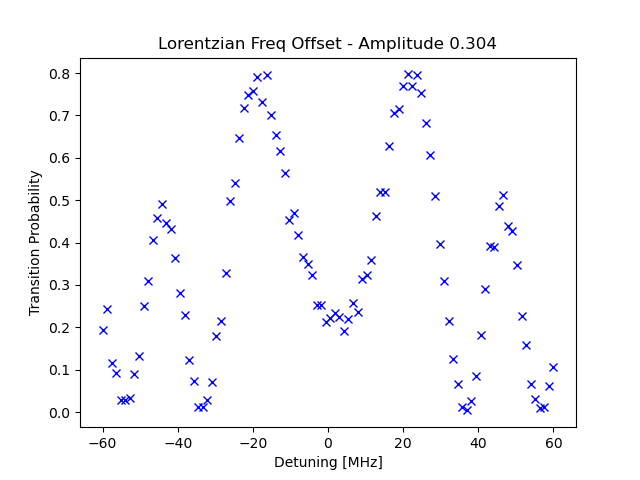 Lorentzian Freq Offset - Amplitude 0.304
Transition Probability
0.8
0.7
0.6
0.5
0.4
0.3
0.2
0.1
0.0
−60 −40 −20 0 20 40 60
Detuning [MHz]